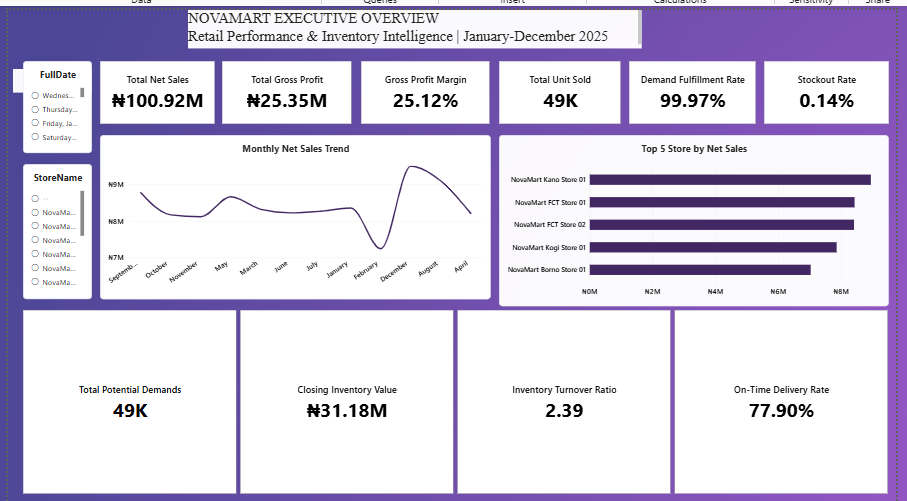 Data Queries Insert Calculations Sensitivity Share
NOVAMART EXECUTIVE OVERVIEW
Retail Performance & Inventory Intelligence | January-December 2025
FullDate
Wednes...
Thursday...
Friday, Ja...
Saturday...
StoreName
--
NovaMa...
NovaMa...
NovaMa...
NovaMa...
NovaMa...
NovaMa...
Total Net Sales
₦100.92M
Total Gross Profit
₦25.35M
Gross Profit Margin
25.12%
Total Unit Sold
49K
Demand Fulfillment Rate
99.97%
Stockout Rate
0.14%
Monthly Net Sales Trend
₦9M
₦8M
₦7M
Septemb...
October
November
May
March
June
July
January
February
December
August
April
Top 5 Store by Net Sales
NovaMart Kano Store 01
NovaMart FCT Store 01
NovaMart FCT Store 02
NovaMart Kogi Store 01
NovaMart Borno Store 01
₦0M ₦2M ₦4M ₦6M ₦8M
Total Potential Demands
49K
Closing Inventory Value
₦31.18M
Inventory Turnover Ratio
2.39
On-Time Delivery Rate
77.90%